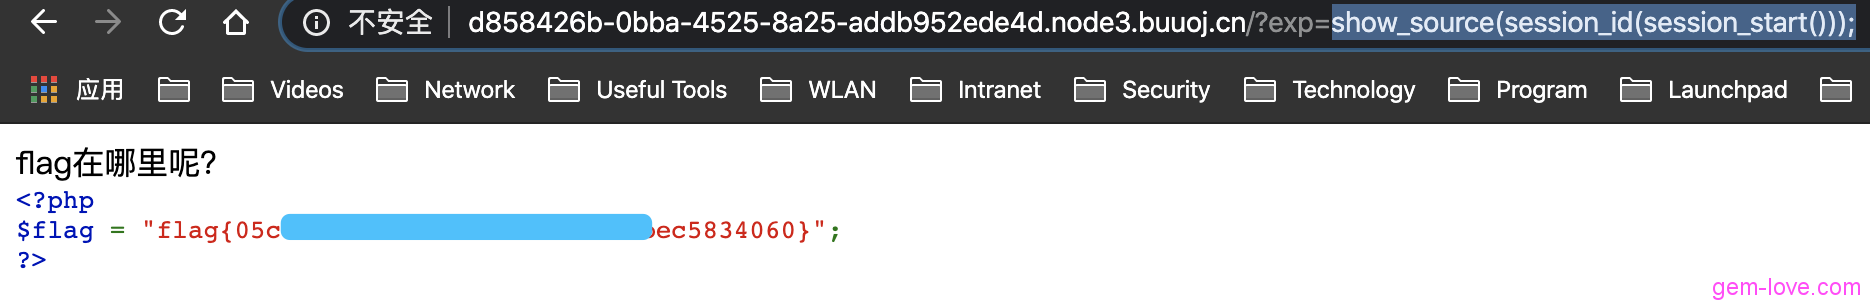 不安全 d858426b-0bba-4525-8a25-addb952ede4d.node3.buuoj.cn/?exp=show_source(session_id(session_start()));
应用 Videos Network Useful Tools WLAN Intranet Security Technology Program Launchpad
flag在哪里呢?
<?php
$flag = "flag{05c ec5834060}";
?>
gem-love.com